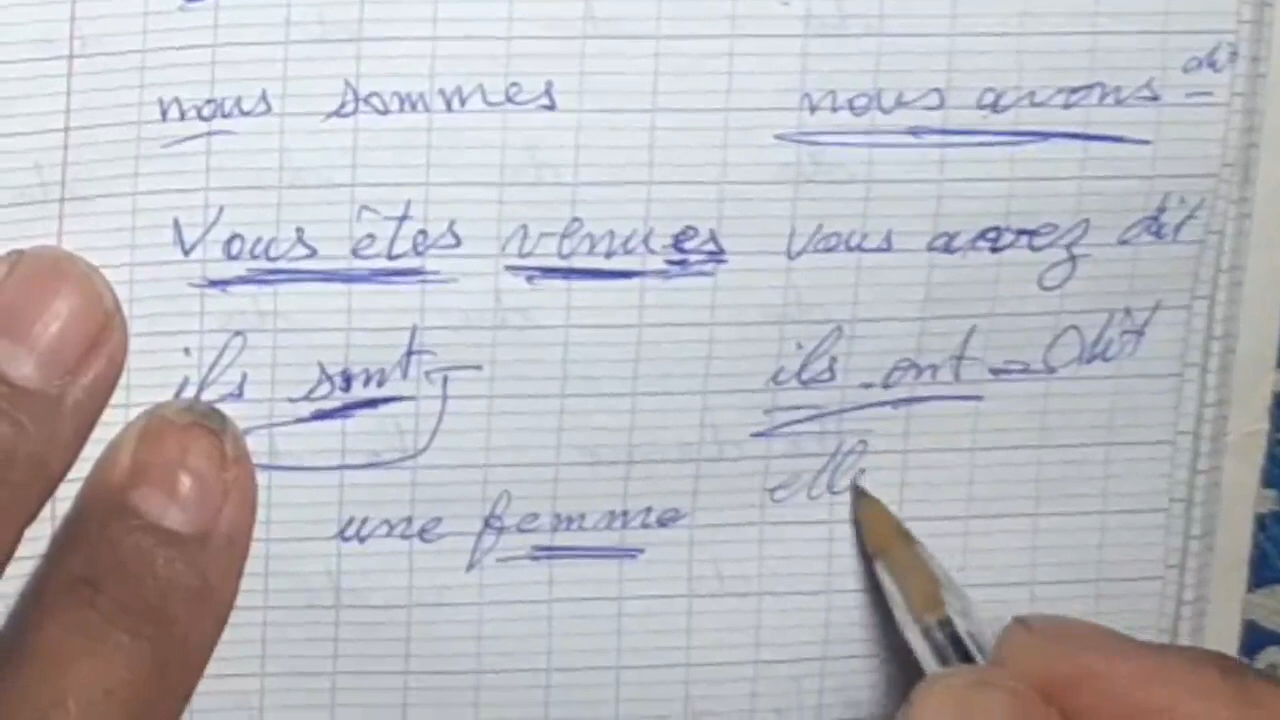 nous sommes nous avons - dit
Vous êtes venues vous avez dit
ils sont ils ont - dit
elle
une femme